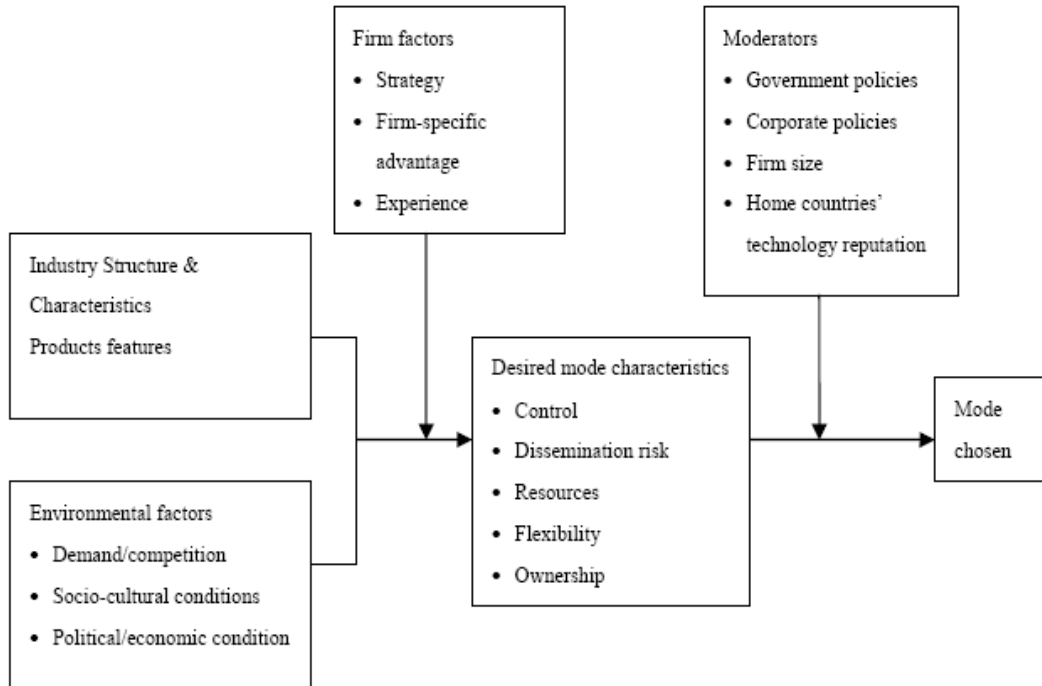 Firm factors
• Strategy
• Firm-specific
advantage
• Experience
Moderators
• Government policies
• Corporate policies
• Firm size
• Home countries’
technology reputation
Industry Structure &
Characteristics
Products features
Desired mode characteristics
• Control
• Dissemination risk
• Resources
• Flexibility
• Ownership
Mode
chosen
Environmental factors
• Demand/competition
• Socio-cultural conditions
• Political/economic condition